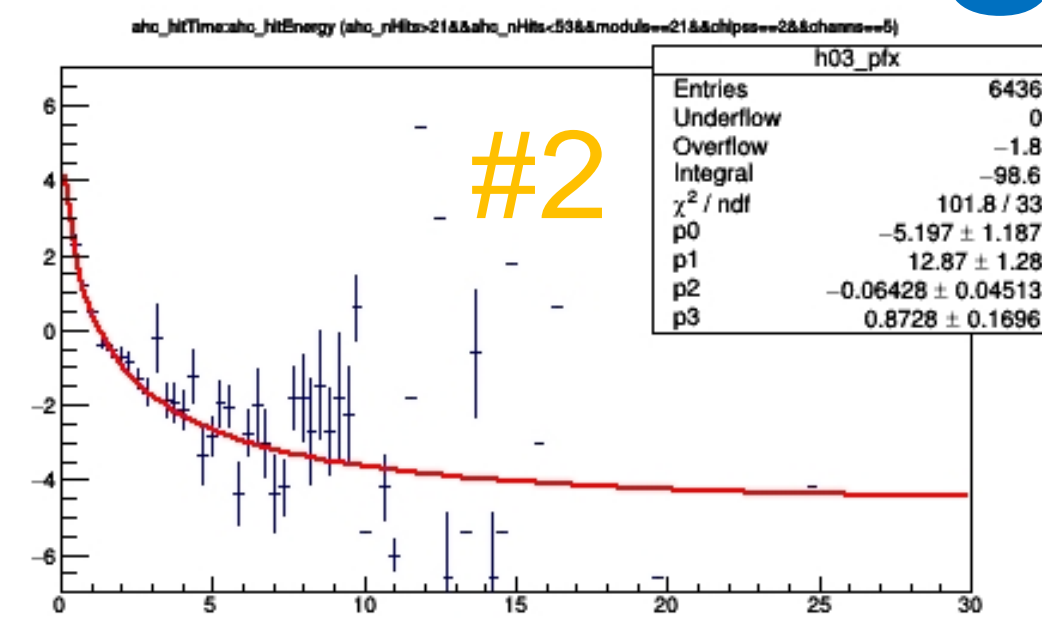 ahc_hitTime:ahc_hitEnergy (ahc_nHits>21&&ahc_nHits<53&&moduls==21&&chipss==2&&channs==5)
h03_pfx
Entries 6436
Underflow 0
Overflow −1.8
Integral −98.6
χ² / ndf 101.8 / 33
p0 −5.197 ± 1.187
p1 12.87 ± 1.28
p2 −0.06428 ± 0.04513
p3 0.8728 ± 0.1696
#2
6
4
2
0
−2
−4
−6
0 5 10 15 20 25 30